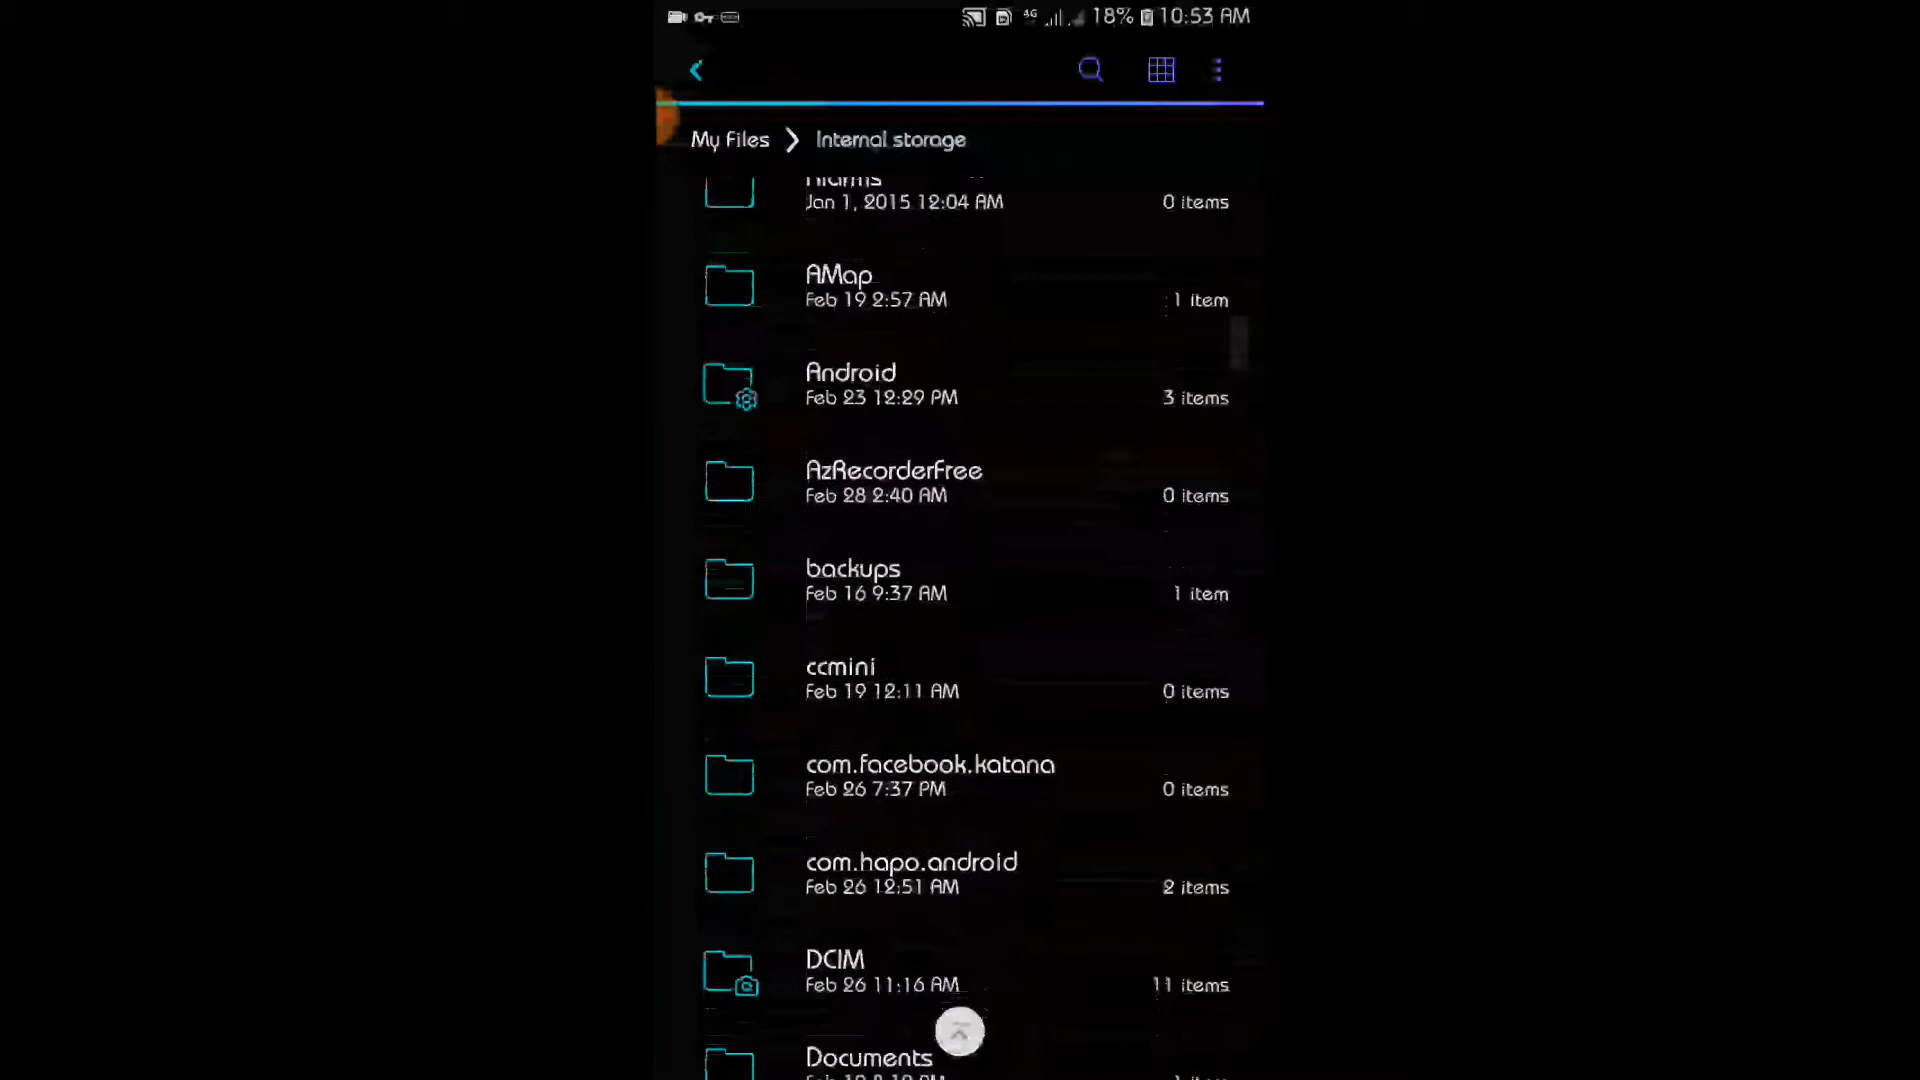 4G 18% 10:53 AM
My Files > Internal storage
Alarms
Jan 1, 2015 12:04 AM 0 items
AMap
Feb 19 2:57 AM 1 item
Android
Feb 23 12:29 PM 3 items
AzRecorderFree
Feb 28 2:40 AM 0 items
backups
Feb 16 9:37 AM 1 item
ccmini
Feb 19 12:11 AM 0 items
com.facebook.katana
Feb 26 7:37 PM 0 items
com.hapo.android
Feb 26 12:51 AM 2 items
DCIM
Feb 26 11:16 AM 11 items
Documents